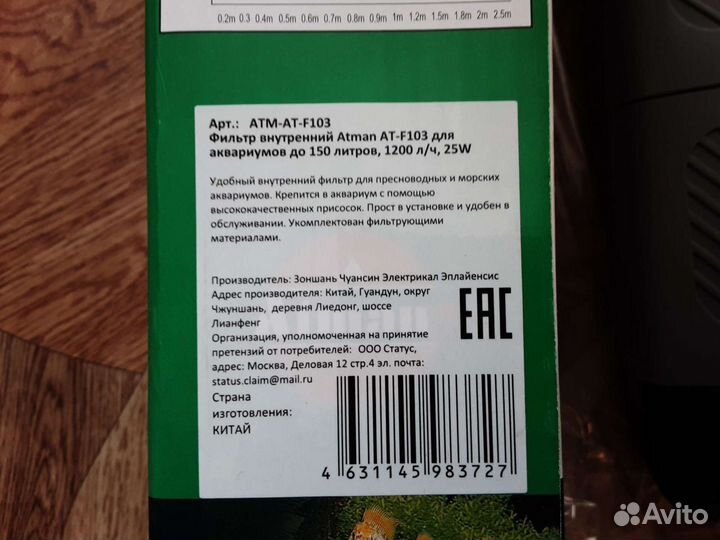 0.2m 0.3 0.4m 0.5m 0.6m 0.7m 0.8m 0.9m 1m 1.2m 1.5m 1.8m 2m 2.5m
Арт.: ATM-AT-F103
Фильтр внутренний Atman AT-F103 для
аквариумов до 150 литров, 1200 л/ч, 25W
Удобный внутренний фильтр для пресноводных и морских
аквариумов. Крепится в аквариум с помощью
высококачественных присосок. Прост в установке и удобен в
обслуживании. Укомплектован фильтрующими
материалами.
Производитель: Зоншань Чуансин Электрикал Эплайенсис
Адрес производителя: Китай, Гуандун, округ
Чжуншань, деревня Лиедонг, шоссе
Лианфенг
Организация, уполномоченная на принятие
претензий от потребителей: ООО Статус,
адрес: Москва, Деловая 12 стр.4 эл. почта:
status.claim@mail.ru
Страна
изготовления:
КИТАЙ
EAC
4 631145 983727
Avito